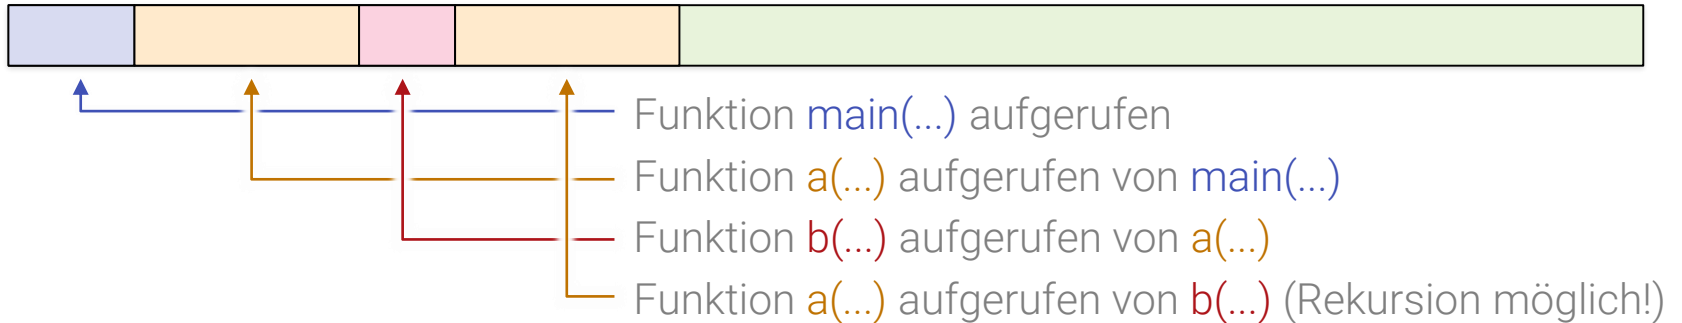 Funktion main(...) aufgerufen
Funktion a(...) aufgerufen von main(...)
Funktion b(...) aufgerufen von a(...)
Funktion a(...) aufgerufen von b(...) (Rekursion möglich!)